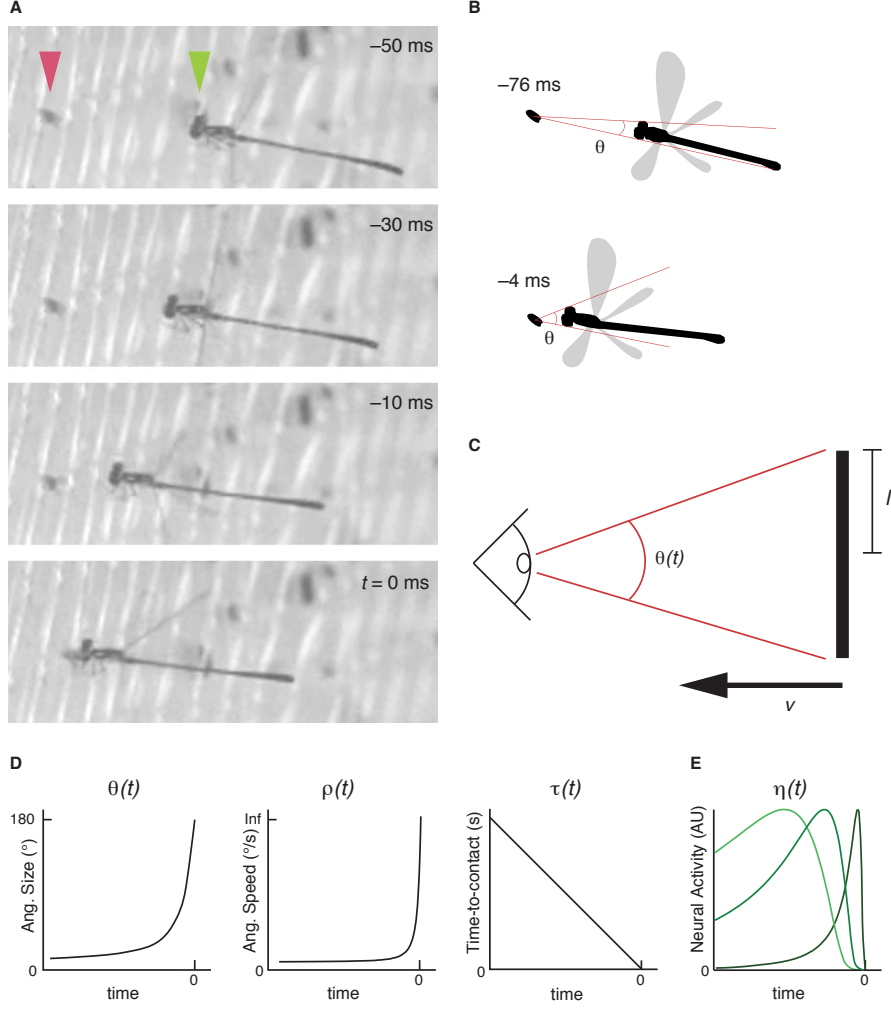 A
–50 ms
–30 ms
–10 ms
t = 0 ms
B
–76 ms
θ
–4 ms
θ
C
θ(t)
l
v
D
θ(t)
180
Ang. Size (°)
0
0
time
ρ(t)
Inf
Ang. Speed (°/s)
0
0
time
τ(t)
Time-to-contact (s)
0
0
time
E
η(t)
Neural Activity (AU)
0
0
time